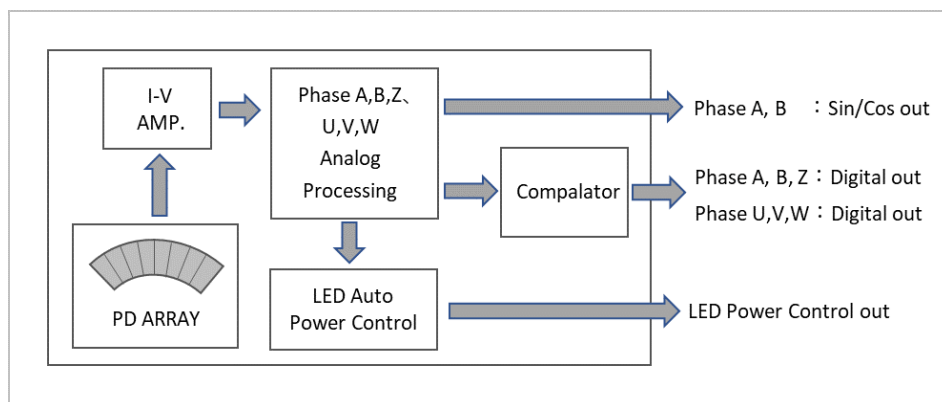 I-V
AMP.
Phase A,B,Z、
U,V,W
Analog
Processing
Phase A, B ：Sin/Cos out
Compalator
Phase A, B, Z：Digital out
Phase U,V,W：Digital out
PD ARRAY
LED Auto
Power Control
LED Power Control out